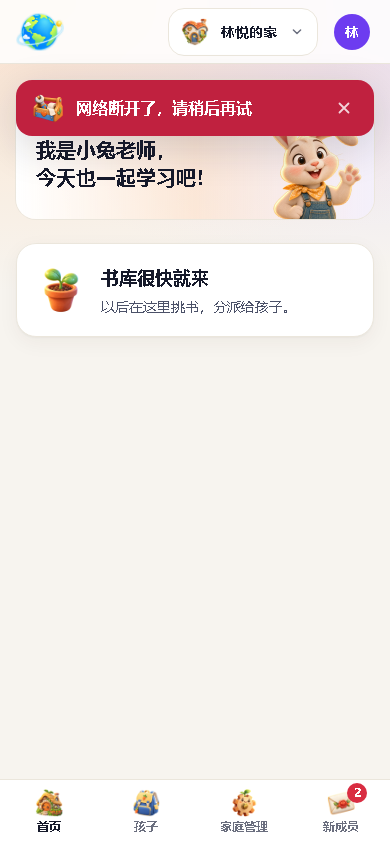 林悦的家
林
网络断开了，请稍后再试
我是小兔老师，
今天也一起学习吧!
书库很快就来
以后在这里挑书，分派给孩子。
首页
孩子
家庭管理
新成员
2